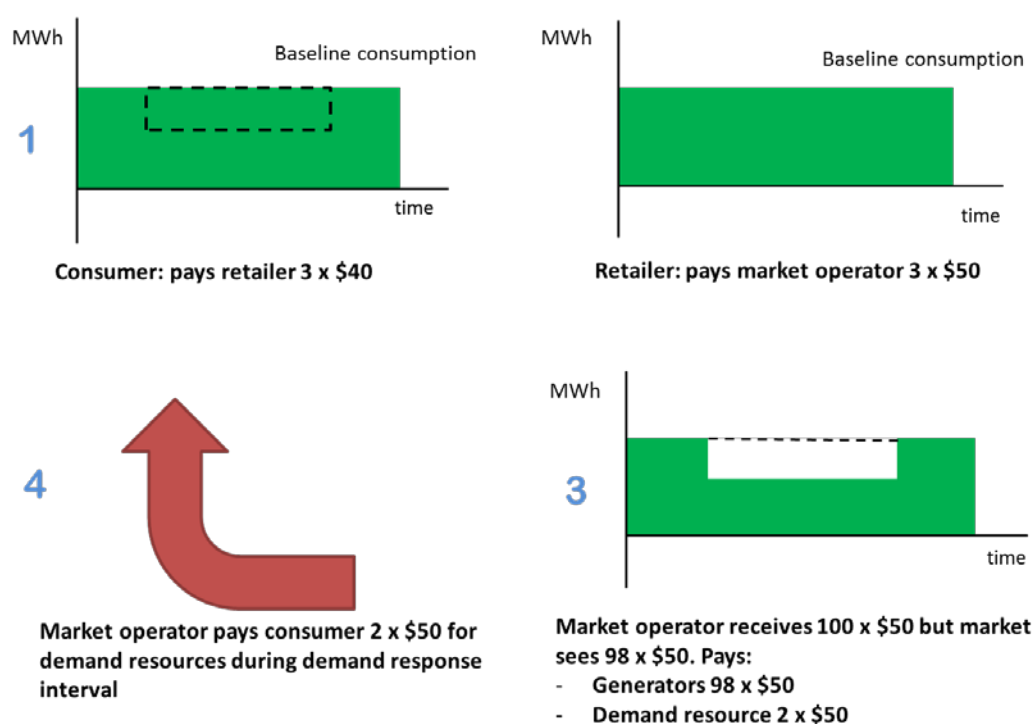 MWh
Baseline consumption
1
time
Consumer: pays retailer 3 x $40
MWh
Baseline consumption
time
Retailer: pays market operator 3 x $50
4
Market operator pays consumer 2 x $50 for
demand resources during demand response
interval
MWh
3
time
Market operator receives 100 x $50 but market
sees 98 x $50. Pays:
- Generators 98 x $50
- Demand resource 2 x $50